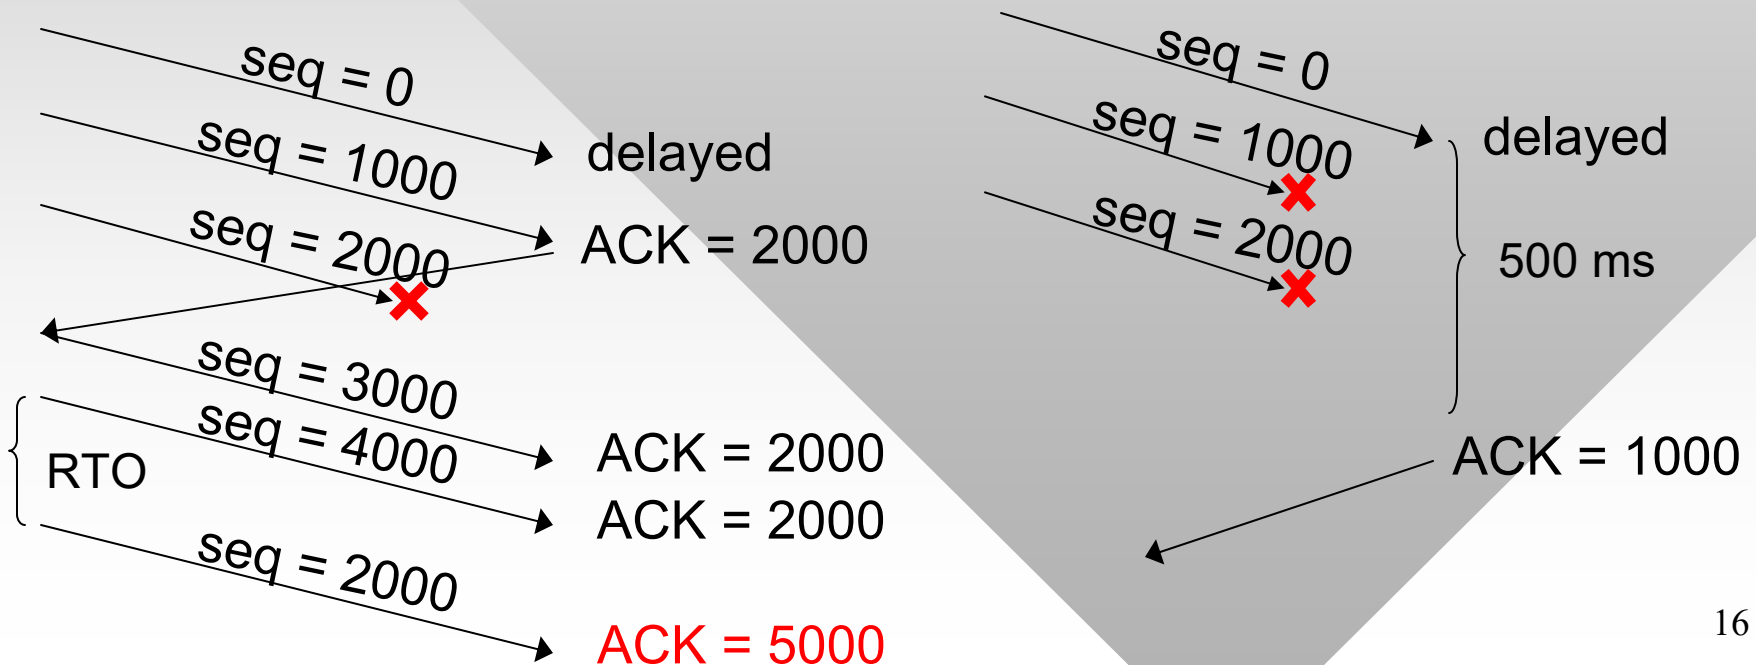 seq = 0
seq = 1000
delayed
seq = 2000
ACK = 2000
seq = 3000
seq = 4000
RTO
ACK = 2000
ACK = 2000
seq = 2000
ACK = 5000
seq = 0
seq = 1000
delayed
seq = 2000
500 ms
ACK = 1000
16